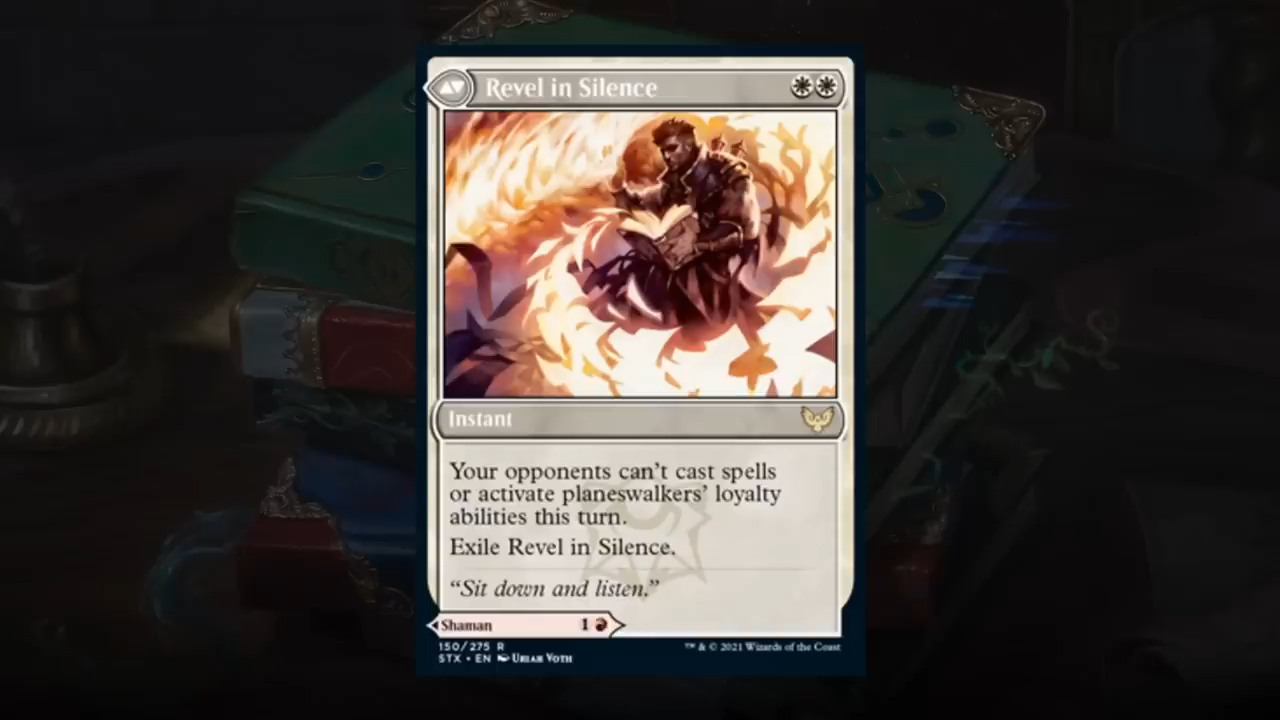 Revel in Silence
Instant
Your opponents can't cast spells
or activate planeswalkers' loyalty
abilities this turn.
Exile Revel in Silence.
“Sit down and listen.”
Shaman 1
150/275 R
STX • EN Uriah Voth
™ & © 2021 Wizards of the Coast